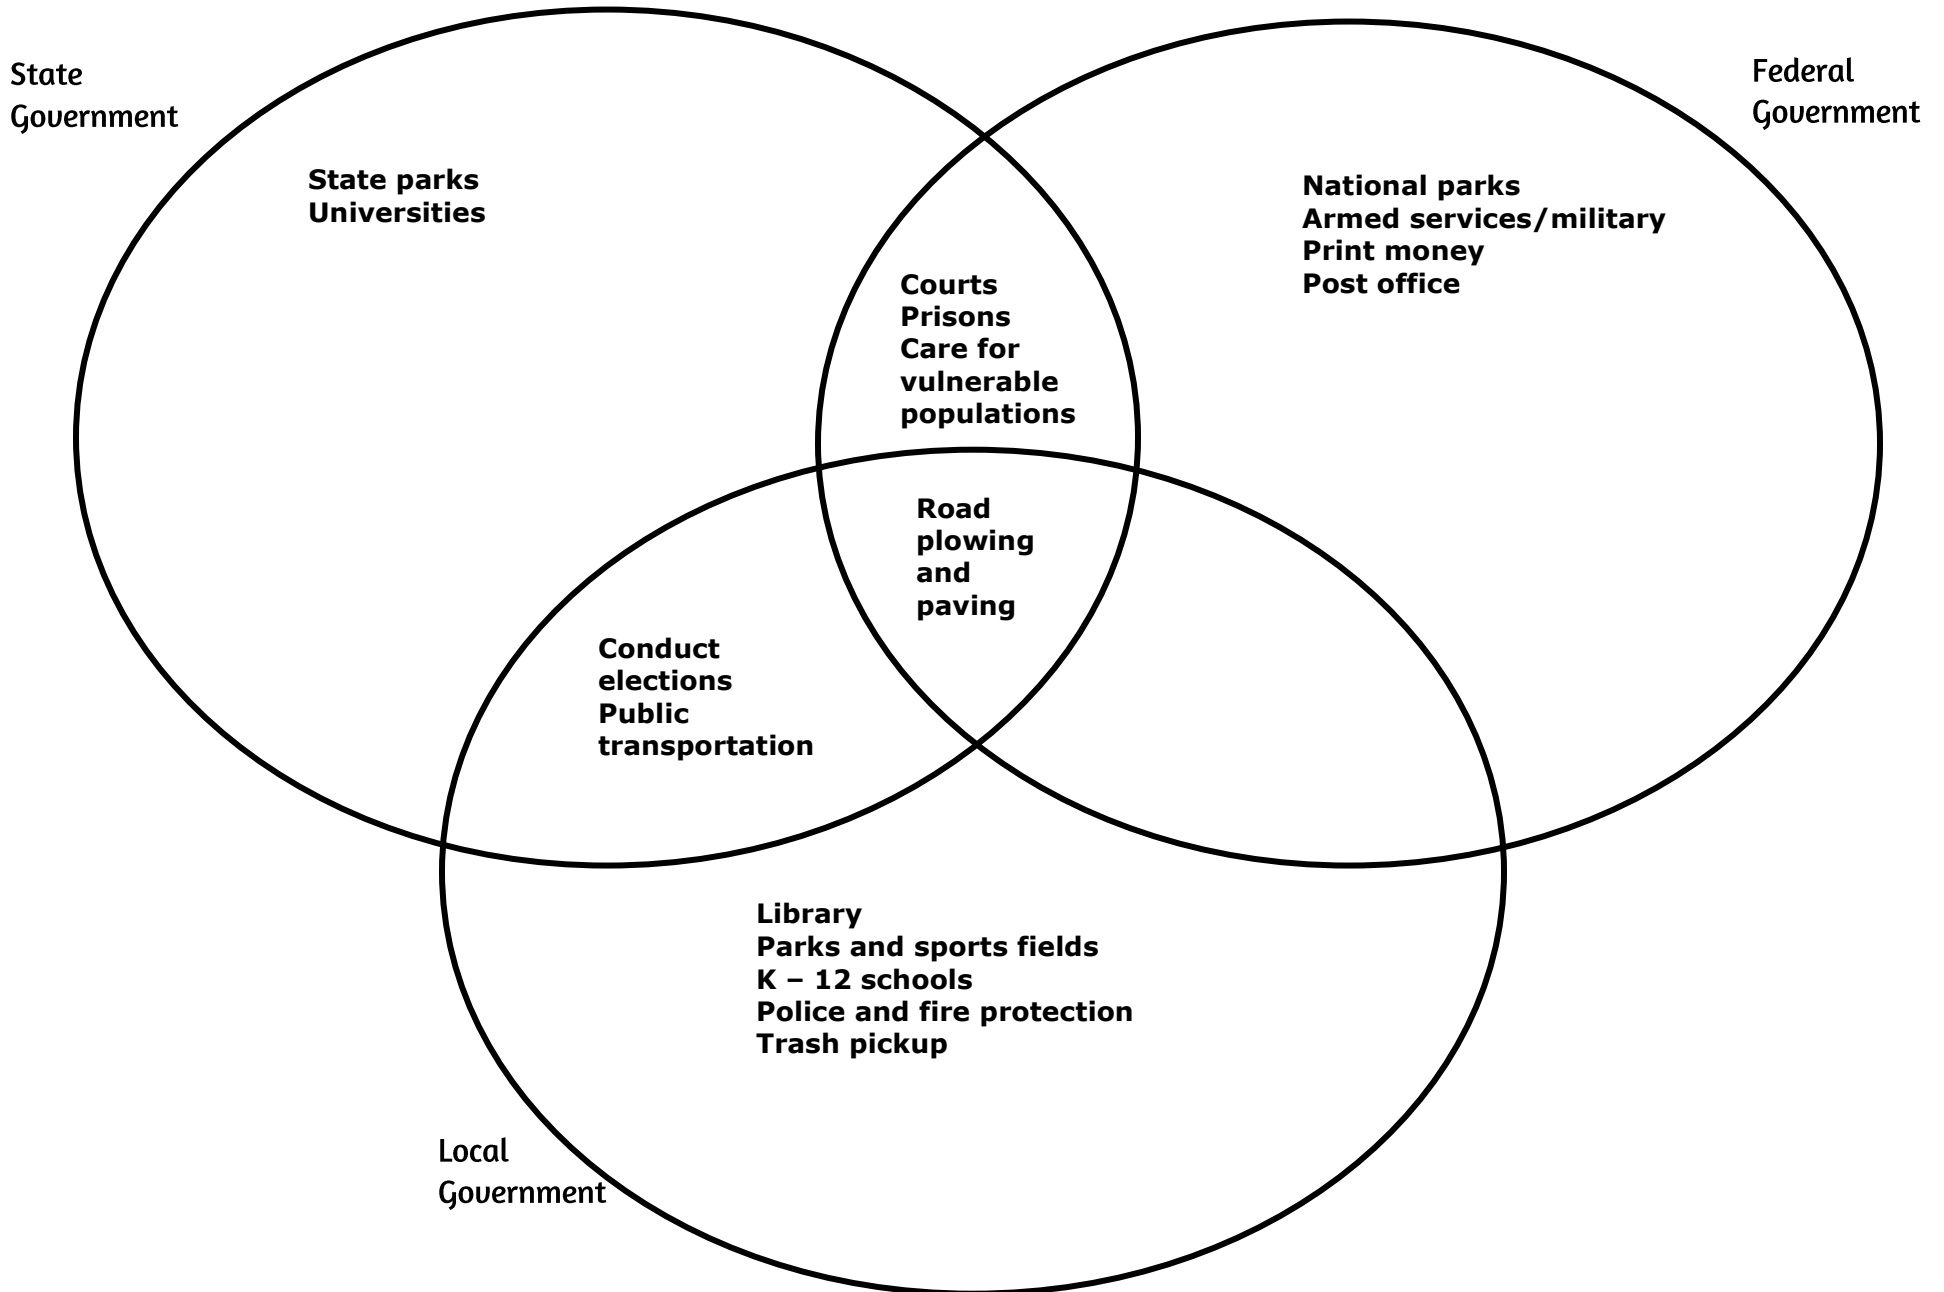 State
Government
Federal
Government
State parks
Universities
National parks
Armed services/military
Print money
Post office
Courts
Prisons
Care for
vulnerable
populations
Road
plowing
and
paving
Conduct
elections
Public
transportation
Library
Parks and sports fields
K – 12 schools
Police and fire protection
Trash pickup
Local
Government